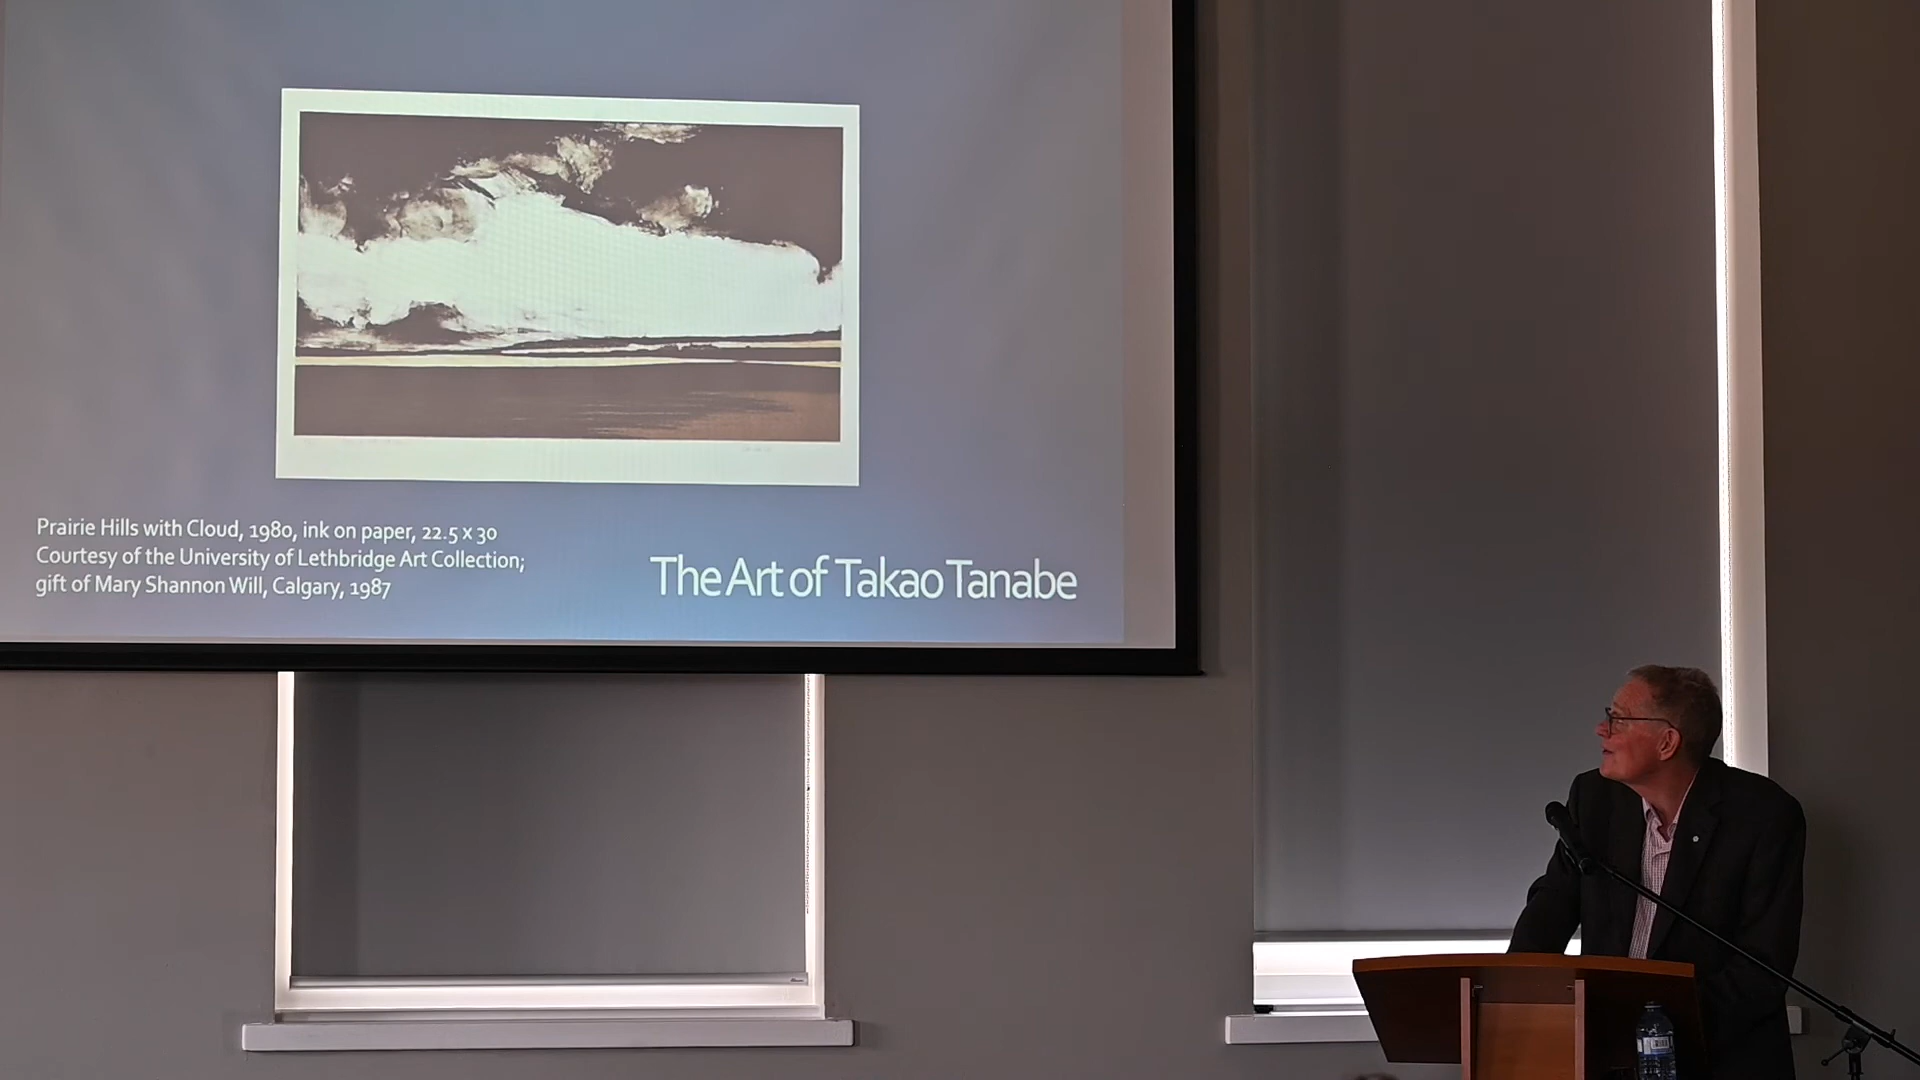 Prairie Hills with Cloud, 1980, ink on paper, 22.5 x 30
Courtesy of the University of Lethbridge Art Collection;
gift of Mary Shannon Will, Calgary, 1987
The Art of Takao Tanabe